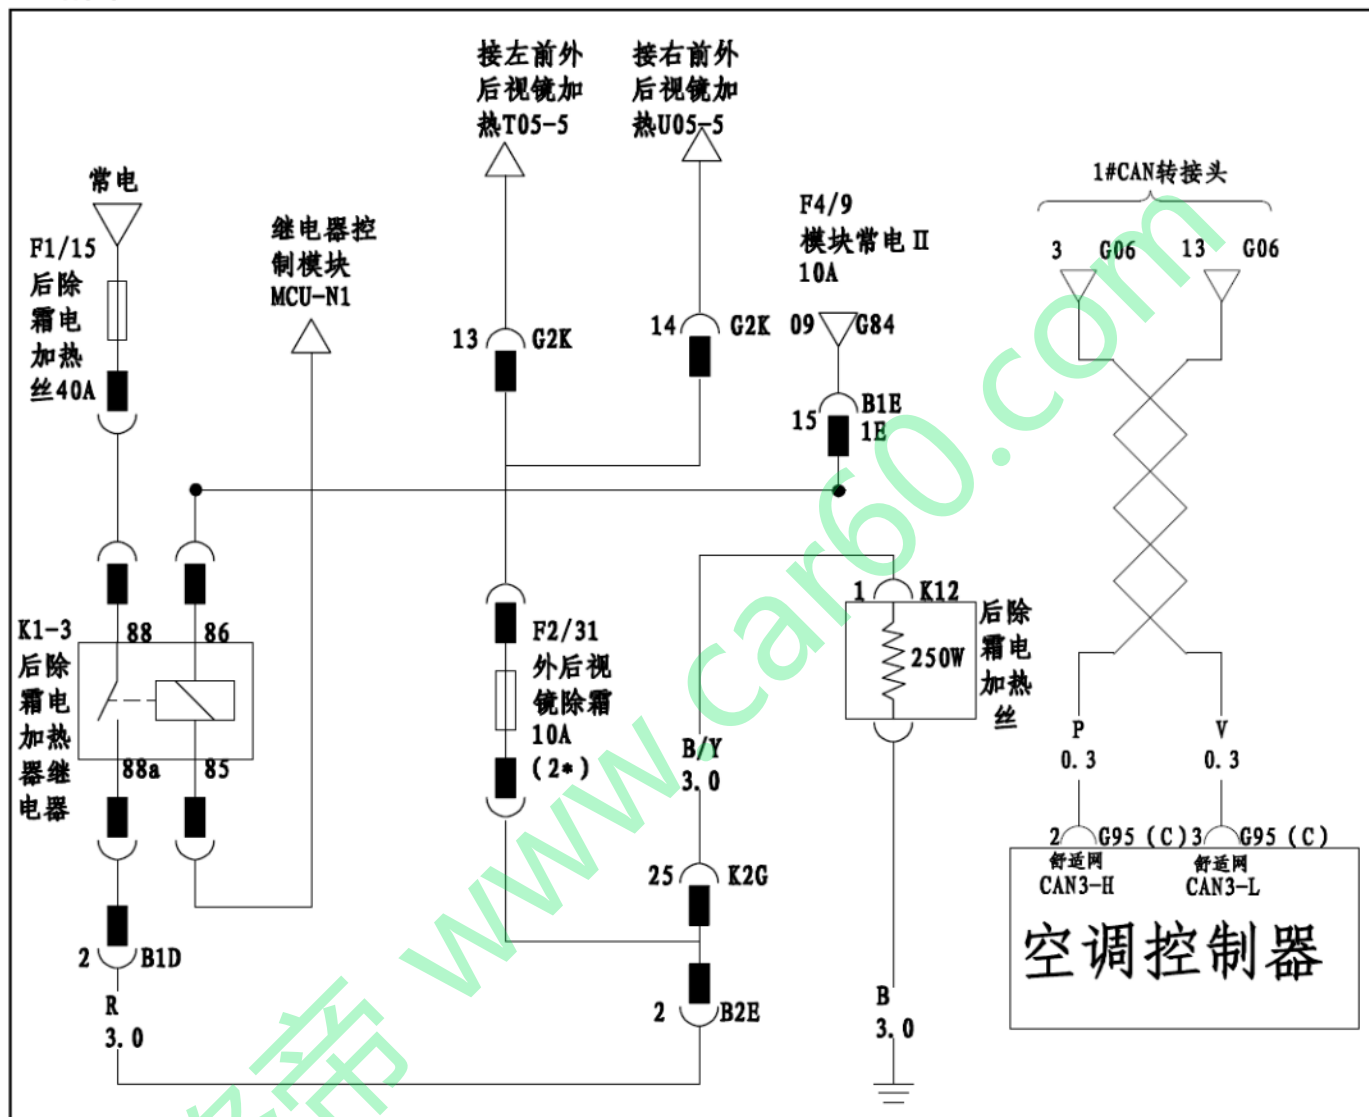 接左前外
后视镜加
热T05-5
接右前外
后视镜加
热U05-5
常电
F1/15
后除
霜电
加热
丝40A
继电器控
制模块
MCU-N1
F4/9
模块常电Ⅱ
10A
1#CAN转接头
3 G06
13 G06
13 G2K
14 G2K
09 G84
15 B1E
1E
K1-3
后除
霜电
加热
器继
电器
88 86
88a 85
F2/31
外后视
镜除霜
10A
(2*)
1 K12
250W
后除
霜电
加热
丝
B/Y
3.0
P
0.3
V
0.3
25 K2G
2 G95(C)
舒适网
CAN3-H
3 G95(C)
舒适网
CAN3-L
空调控制器
2 B1D
R
3.0
2 B2E
B
3.0
www.car60.com